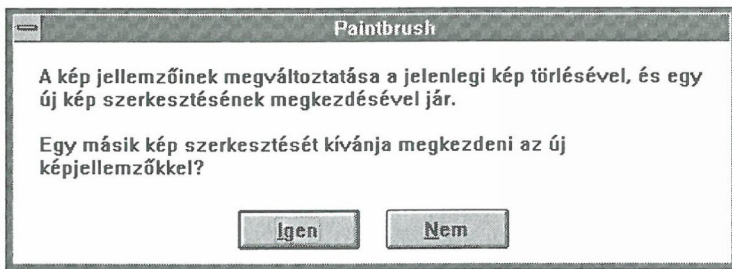 Paintbrush
A kép jellemzőinek megváltoztatása a jelenlegi kép törlésével, és egy
új kép szerkesztésének megkezdésével jár.
Egy másik kép szerkesztését kívánja megkezdeni az új
képjellemzőkkel?
Igen Nem